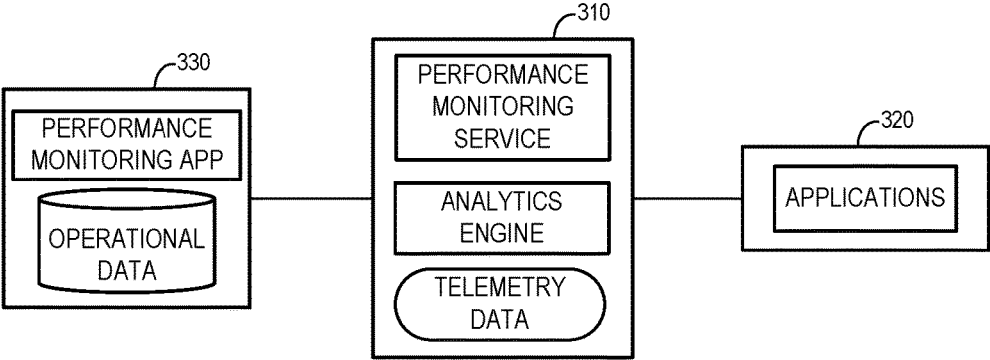 330
PERFORMANCE
MONITORING APP
OPERATIONAL
DATA
310
PERFORMANCE
MONITORING
SERVICE
ANALYTICS
ENGINE
TELEMETRY
DATA
320
APPLICATIONS